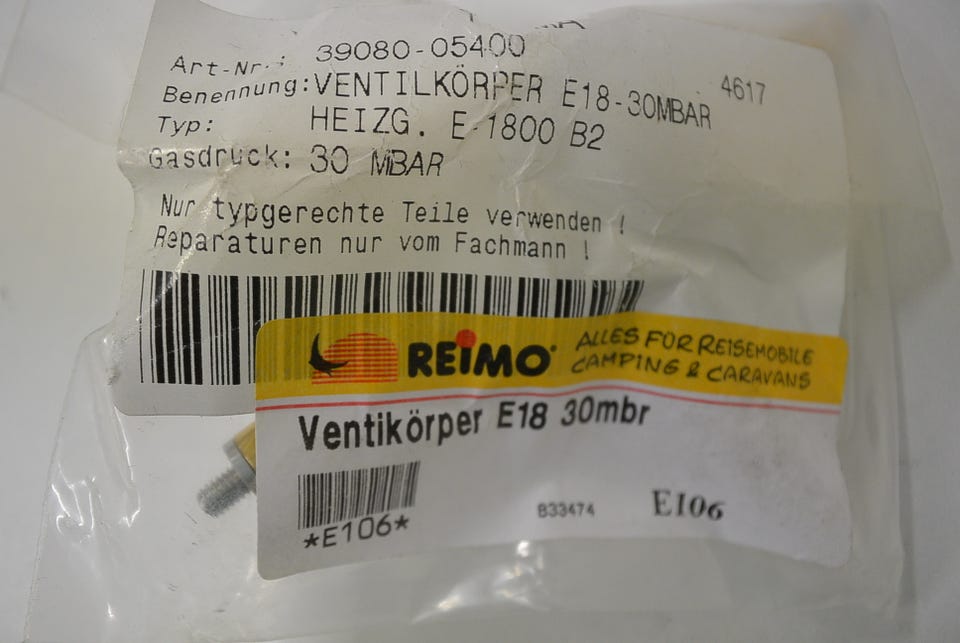 Art-Nr.: 39080-05400
4617
Benennung: VENTILKÖRPER E18-30MBAR
Typ: HEIZG. E-1800 B2
Gasdruck: 30 MBAR
Nur typgerechte Teile verwenden !
Reparaturen nur vom Fachmann !
REIMO
ALLES FÜR REISEMOBILE
CAMPING & CARAVANS
Ventikörper E18 30mbr
*E106*
B33474
E106